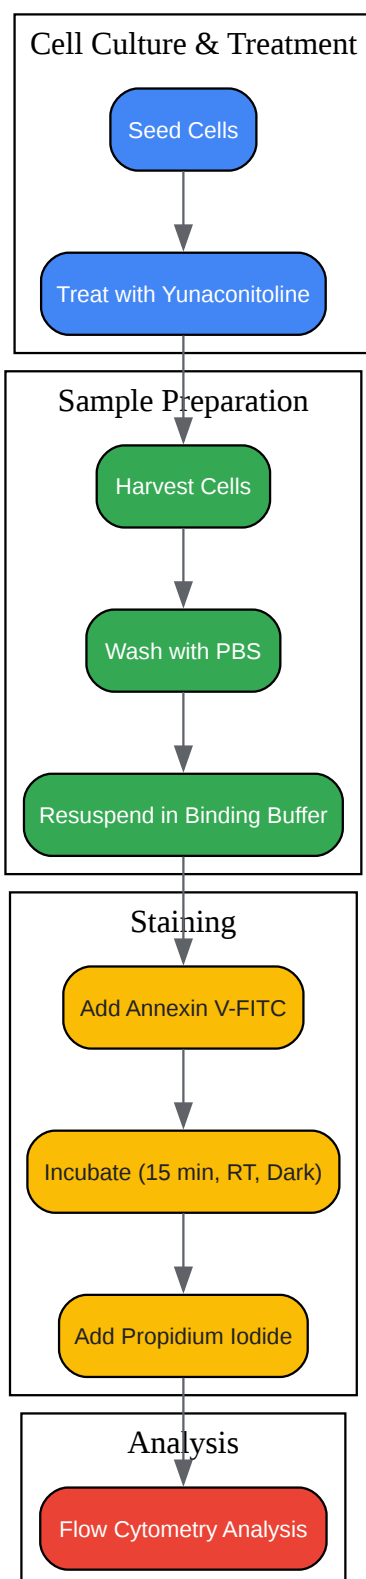 Cell Culture & Treatment
Seed Cells
Treat with Yunaconitoline
Sample Preparation
Harvest Cells
Wash with PBS
Resuspend in Binding Buffer
Staining
Add Annexin V-FITC
Incubate (15 min, RT, Dark)
Add Propidium Iodide
Analysis
Flow Cytometry Analysis